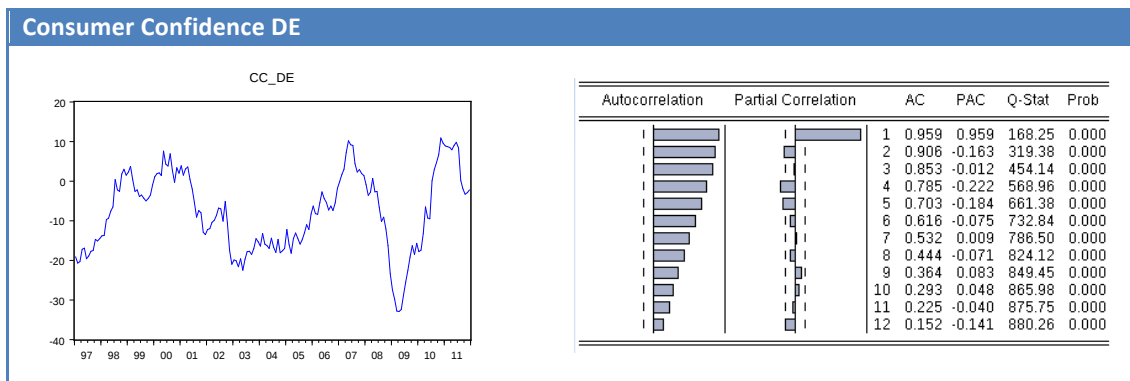 Consumer Confidence DE
CC_DE
20
10
0
-10
-20
-30
-40
97 98 99 00 01 02 03 04 05 06 07 08 09 10 11
Autocorrelation Partial Correlation AC PAC Q-Stat Prob
1 0.959 0.959 168.25 0.000
2 0.906 -0.163 319.38 0.000
3 0.853 -0.012 454.14 0.000
4 0.785 -0.222 568.96 0.000
5 0.703 -0.184 661.38 0.000
6 0.616 -0.075 732.84 0.000
7 0.532 0.009 786.50 0.000
8 0.444 -0.071 824.12 0.000
9 0.364 0.083 849.45 0.000
10 0.293 0.048 865.98 0.000
11 0.225 -0.040 875.75 0.000
12 0.152 -0.141 880.26 0.000